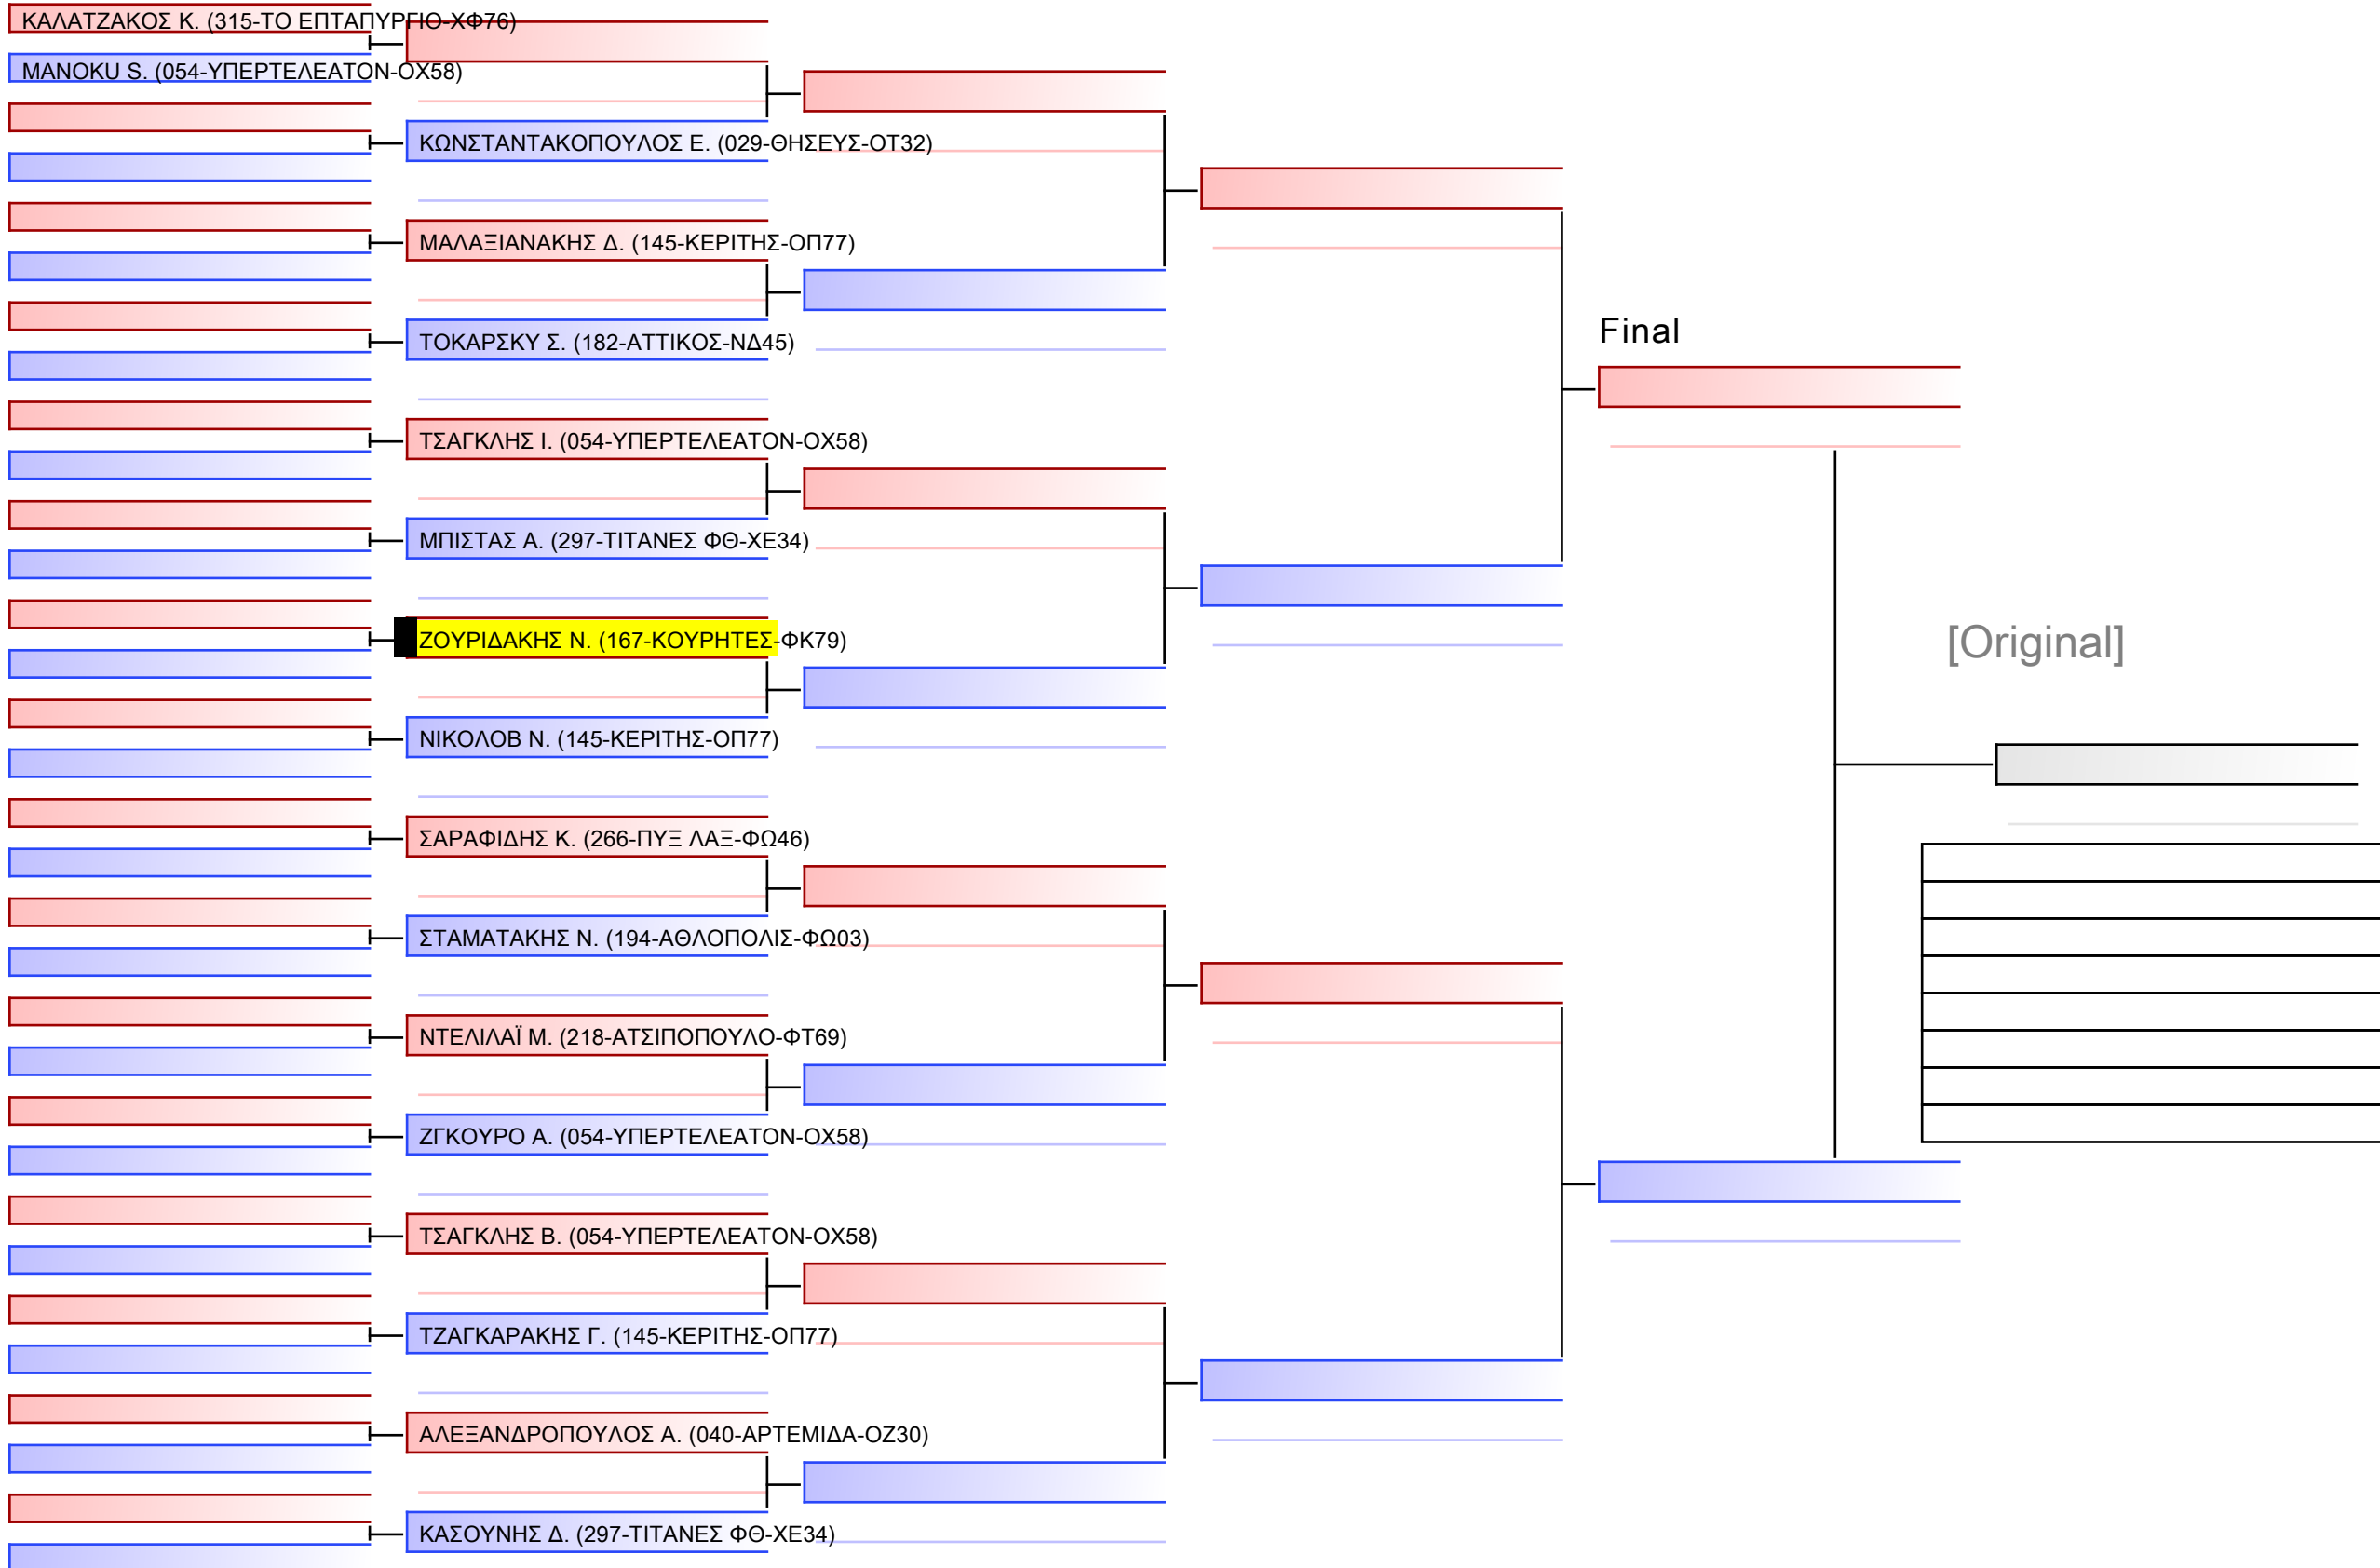 ΚΑΛΑΤΖΑΚΟΣ Κ. (315-ΤΟ ΕΠΤΑΠΥΡΓΙΟ-ΧΦ76)
MANOKU S. (054-ΥΠΕΡΤΕΛΕΑΤΟΝ-ΟΧ58)
ΚΩΝΣΤΑΝΤΑΚΟΠΟΥΛΟΣ Ε. (029-ΘΗΣΕΥΣ-ΟΤ32)
ΜΑΛΑΞΙΑΝΑΚΗΣ Δ. (145-ΚΕΡΙΤΗΣ-ΟΠ77)
ΤΟΚΑΡΣΚΥ Σ. (182-ΑΤΤΙΚΟΣ-ΝΔ45)
Final
ΤΣΑΓΚΛΗΣ Ι. (054-ΥΠΕΡΤΕΛΕΑΤΟΝ-ΟΧ58)
ΜΠΙΣΤΑΣ Α. (297-ΤΙΤΑΝΕΣ ΦΘ-ΧΕ34)
ΖΟΥΡΙΔΑΚΗΣ Ν. (167-ΚΟΥΡΗΤΕΣ-ΦΚ79)
[Original]
ΝΙΚΟΛΟΒ Ν. (145-ΚΕΡΙΤΗΣ-ΟΠ77)
ΣΑΡΑΦΙΔΗΣ Κ. (266-ΠΥΞ ΛΑΞ-ΦΩ46)
ΣΤΑΜΑΤΑΚΗΣ Ν. (194-ΑΘΛΟΠΟΛΙΣ-ΦΩ03)
ΝΤΕΛΙΛΑΪ Μ. (218-ΑΤΣΙΠΟΠΟΥΛΟ-ΦΤ69)
ΖΓΚΟΥΡΟ Α. (054-ΥΠΕΡΤΕΛΕΑΤΟΝ-ΟΧ58)
ΤΣΑΓΚΛΗΣ Β. (054-ΥΠΕΡΤΕΛΕΑΤΟΝ-ΟΧ58)
ΤΖΑΓΚΑΡΑΚΗΣ Γ. (145-ΚΕΡΙΤΗΣ-ΟΠ77)
ΑΛΕΞΑΝΔΡΟΠΟΥΛΟΣ Α. (040-ΑΡΤΕΜΙΔΑ-ΟΖ30)
ΚΑΣΟΥΝΗΣ Δ. (297-ΤΙΤΑΝΕΣ ΦΘ-ΧΕ34)